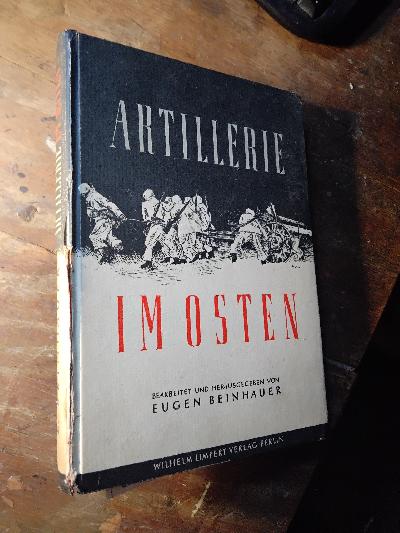 ARTILLERIE
IM OSTEN
BEARBEITET UND HERAUSGEGEBEN VON
EUGEN BEINHAUER
WILHELM LIMPERT VERLAG BERLIN